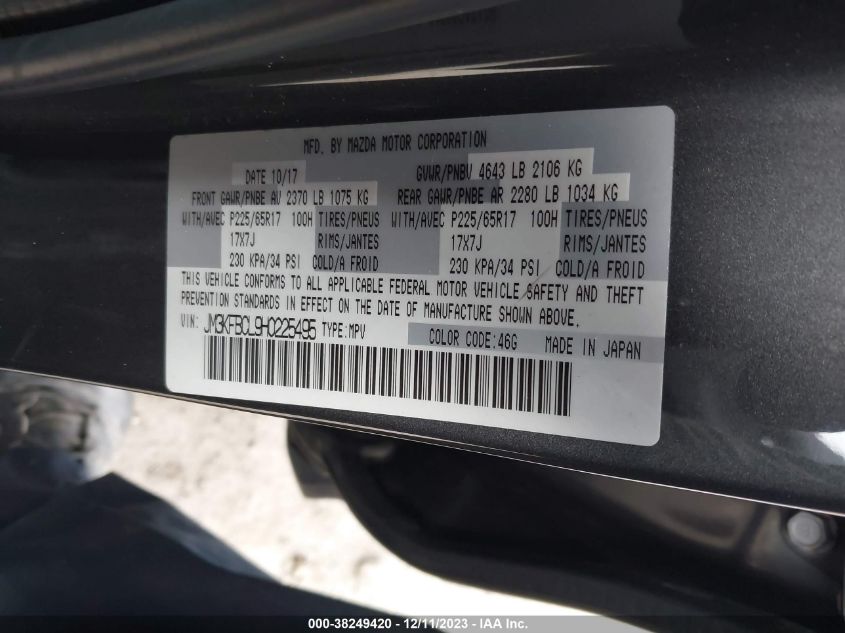 MFD. BY MAZDA MOTOR CORPORATION
DATE 10/17 GVWR/PNBV 4643 LB 2106 KG
FRONT GAWR/PNBE AV 2370 LB 1075 KG REAR GAWR/PNBE AR 2280 LB 1034 KG
WITH/AVEC P225/65R17 100H TIRES/PNEUS WITH/AVEC P225/65R17 100H TIRES/PNEUS
17X7J RIMS/JANTES 17X7J RIMS/JANTES
230 KPA/34 PSI COLD/A FROID 230 KPA/34 PSI COLD/A FROID
THIS VEHICLE CONFORMS TO ALL APPLICABLE FEDERAL MOTOR VEHICLE SAFETY AND THEFT
PREVENTION STANDARDS IN EFFECT ON THE DATE OF MANUFACTURE SHOWN ABOVE.
VIN: JM3KFBCL9H0225495 TYPE:MPV COLOR CODE:46G MADE IN JAPAN
000-38249420 - 12/11/2023 - IAA Inc.